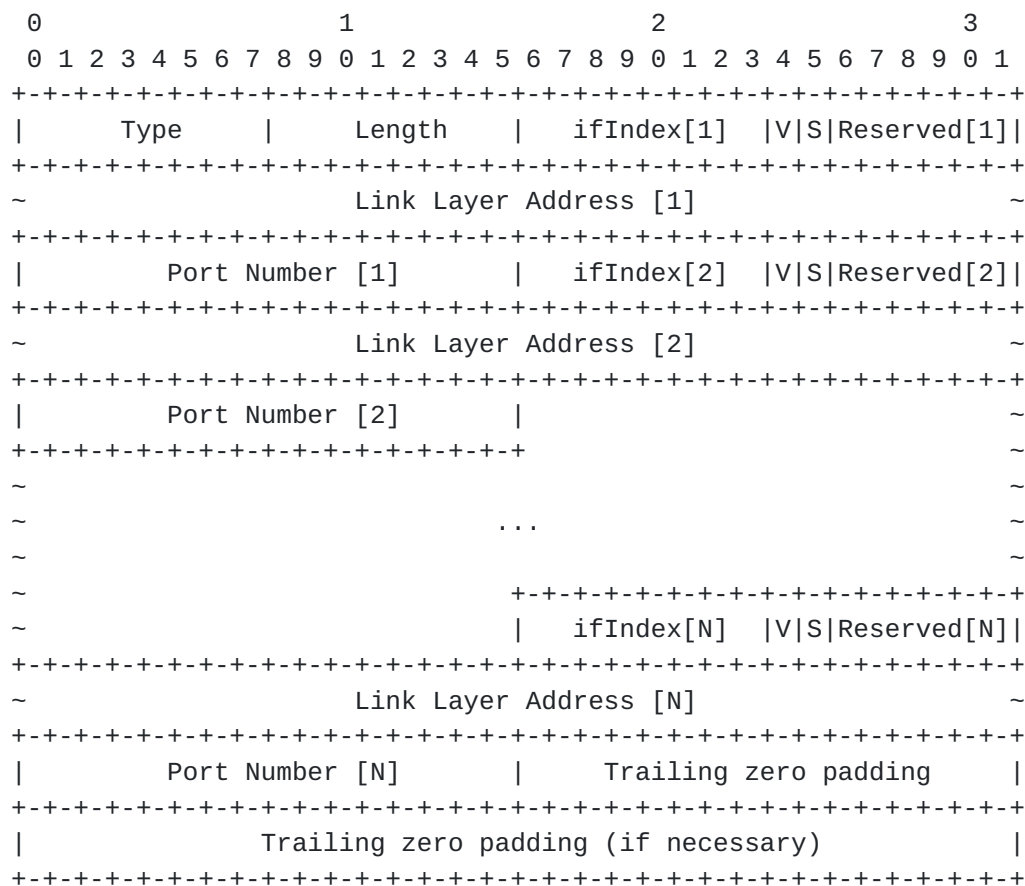 0                   1                   2                   3
 0 1 2 3 4 5 6 7 8 9 0 1 2 3 4 5 6 7 8 9 0 1 2 3 4 5 6 7 8 9 0 1
+-+-+-+-+-+-+-+-+-+-+-+-+-+-+-+-+-+-+-+-+-+-+-+-+-+-+-+-+-+-+-+-+
|      Type     |     Length    |   ifIndex[1]  |V|S|Reserved[1]|
+-+-+-+-+-+-+-+-+-+-+-+-+-+-+-+-+-+-+-+-+-+-+-+-+-+-+-+-+-+-+-+-+
~                     Link Layer Address [1]                    ~
+-+-+-+-+-+-+-+-+-+-+-+-+-+-+-+-+-+-+-+-+-+-+-+-+-+-+-+-+-+-+-+-+
|         Port Number [1]       |   ifIndex[2]  |V|S|Reserved[2]|
+-+-+-+-+-+-+-+-+-+-+-+-+-+-+-+-+-+-+-+-+-+-+-+-+-+-+-+-+-+-+-+-+
~                     Link Layer Address [2]                    ~
+-+-+-+-+-+-+-+-+-+-+-+-+-+-+-+-+-+-+-+-+-+-+-+-+-+-+-+-+-+-+-+-+
|         Port Number [2]       |                               ~
+-+-+-+-+-+-+-+-+-+-+-+-+-+-+-+-+                               ~
~                                                               ~
~                              ...                              ~
~                                                               ~
~                               +-+-+-+-+-+-+-+-+-+-+-+-+-+-+-+-+
~                               |   ifIndex[N]  |V|S|Reserved[N]|
+-+-+-+-+-+-+-+-+-+-+-+-+-+-+-+-+-+-+-+-+-+-+-+-+-+-+-+-+-+-+-+-+
~                     Link Layer Address [N]                    ~
+-+-+-+-+-+-+-+-+-+-+-+-+-+-+-+-+-+-+-+-+-+-+-+-+-+-+-+-+-+-+-+-+
|         Port Number [N]       |     Trailing zero padding     |
+-+-+-+-+-+-+-+-+-+-+-+-+-+-+-+-+-+-+-+-+-+-+-+-+-+-+-+-+-+-+-+-+
|               Trailing zero padding (if necessary)            |
+-+-+-+-+-+-+-+-+-+-+-+-+-+-+-+-+-+-+-+-+-+-+-+-+-+-+-+-+-+-+-+-+